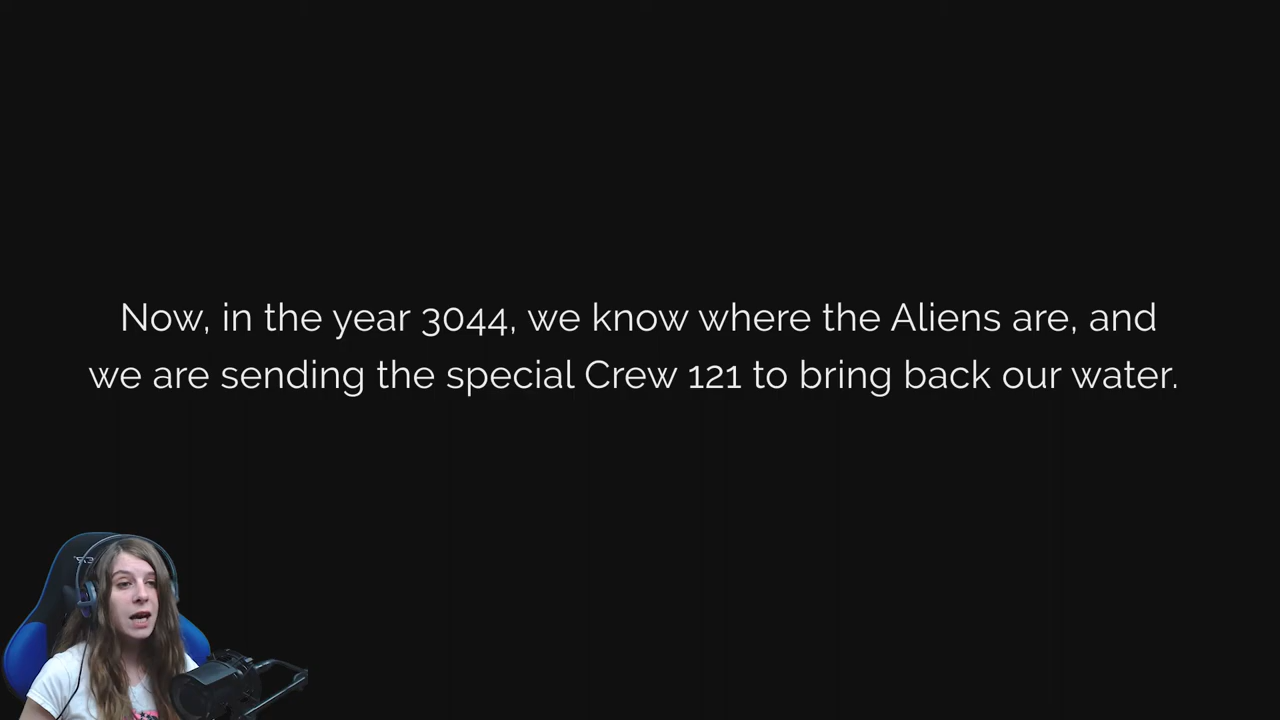 Now, in the year 3044, we know where the Aliens are, and
we are sending the special Crew 121 to bring back our water.